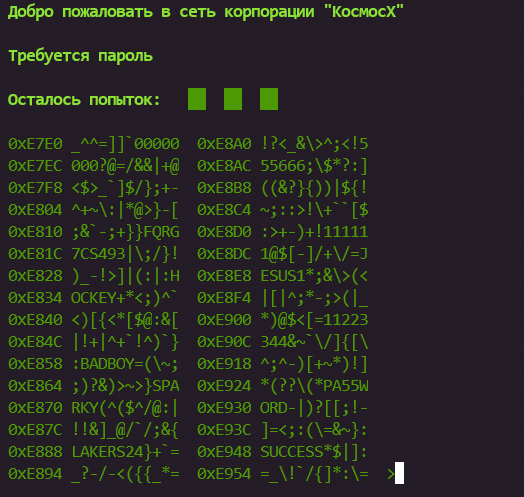 Добро пожаловать в сеть корпорации "КосмосХ"
Требуется пароль
Осталось попыток:
0xE7E0 _^^=]]`00000 0xE8A0 !?<_&\>^;<!5
0xE7EC 000?@=/&&|+@ 0xE8AC 55666;\$*?:]
0xE7F8 <$>_`]$/};+- 0xE8B8 ((&?}{))|${!
0xE804 ^+~\:|*@>}-[ 0xE8C4 ~;::>!\+``[$
0xE810 ;&`-;+}}FQRG 0xE8D0 :>+-)+!11111
0xE81C 7CS493|\;/}! 0xE8DC 1@$[-]/+\/=J
0xE828 )_-!>]|(:|:H 0xE8E8 ESUS1*;&\>(<
0xE834 OCKEY+*<;)^` 0xE8F4 |[|^;*-;>(|_
0xE840 <)[{<*[$@:&[ 0xE900 *)@$<[=11223
0xE84C |!+|^+`!^)`} 0xE90C 344&~`\/]{[\
0xE858 :BADBOY=(\~; 0xE918 ^;^-)[+~*)!]
0xE864 ;)?&)>~>}SPA 0xE924 *(??\(*PA55W
0xE870 RKY(^($^/@:| 0xE930 ORD-|)?[[;!-
0xE87C !!&]_@/`/;&{ 0xE93C ]=<;:(\=&~}:
0xE888 LAKERS24}+`= 0xE948 SUCCESS*$|]:
0xE894 _?-/-<({{_*= 0xE954 =_\!`/{]*:\= >